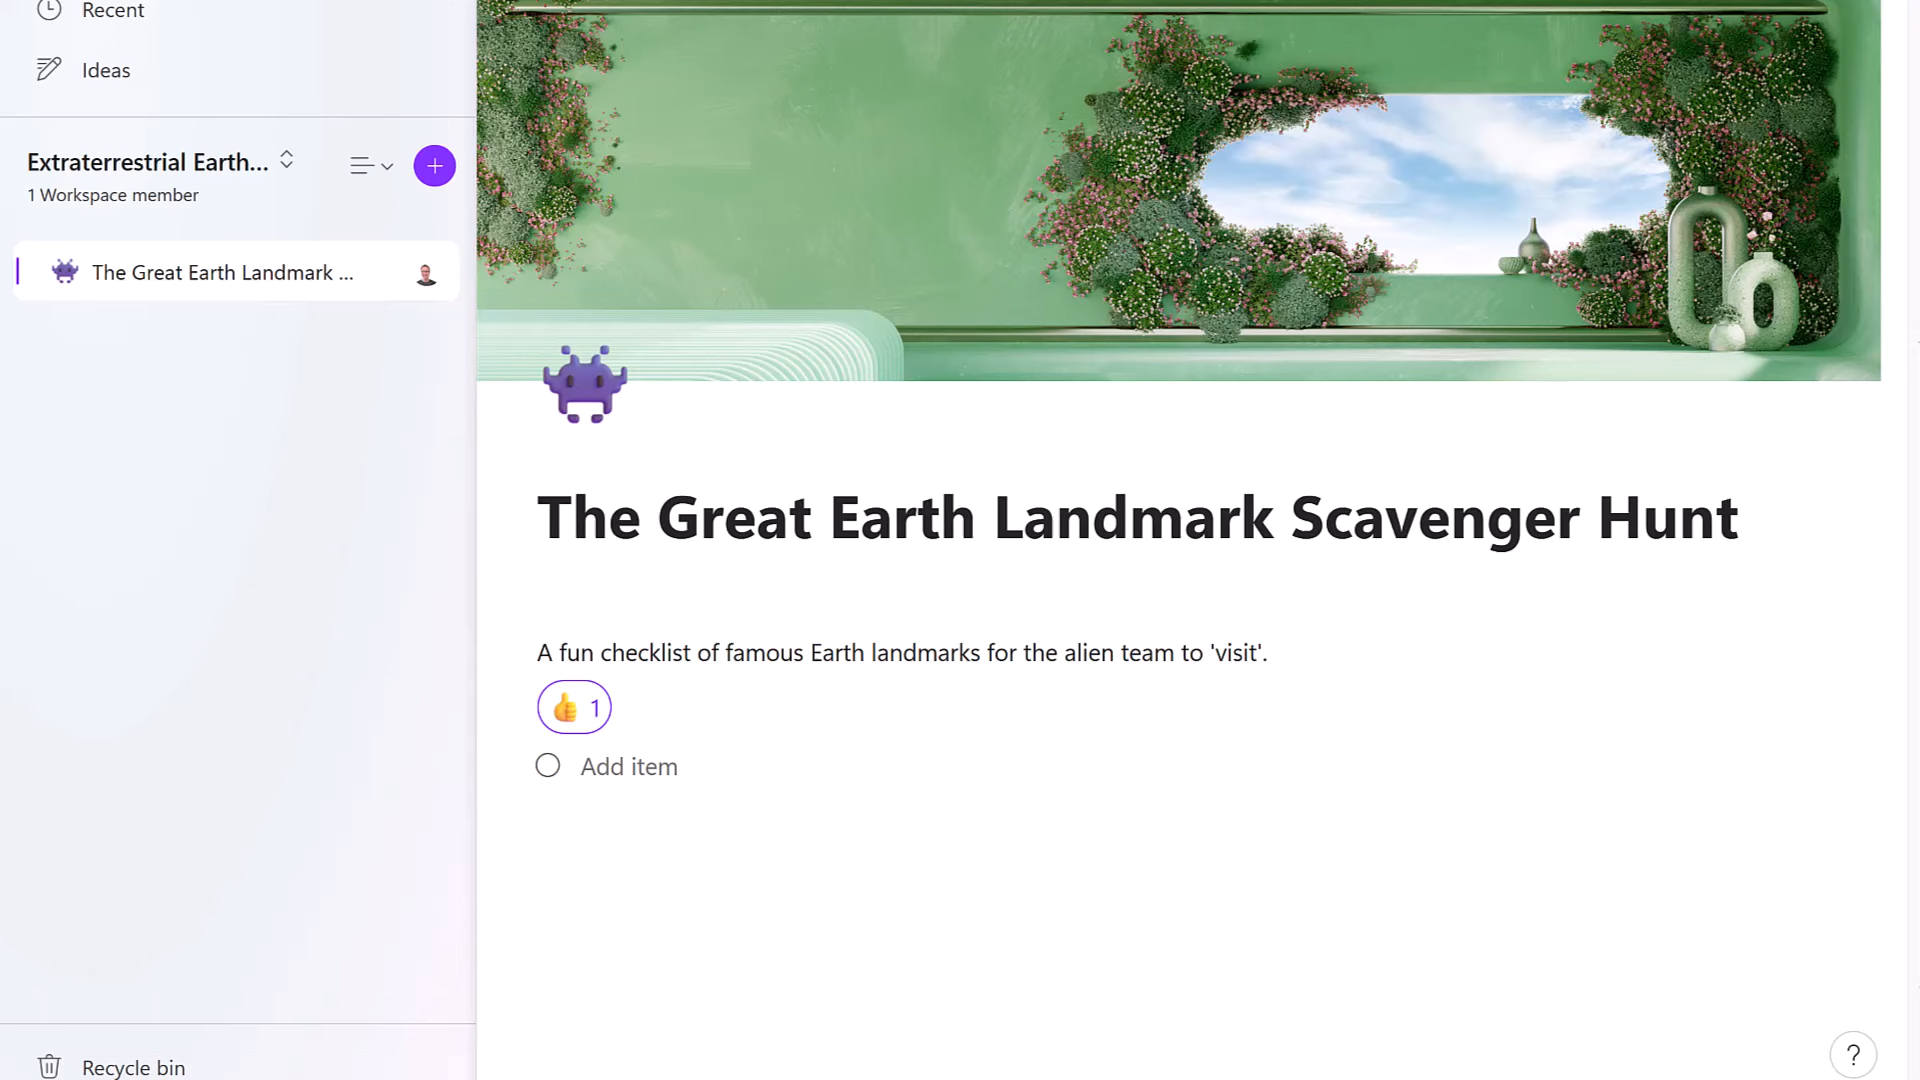 Recent
Ideas
Extraterrestrial Earth...
1 Workspace member
The Great Earth Landmark ...
The Great Earth Landmark Scavenger Hunt
A fun checklist of famous Earth landmarks for the alien team to 'visit'.
👍 1
Add item
Recycle bin
?